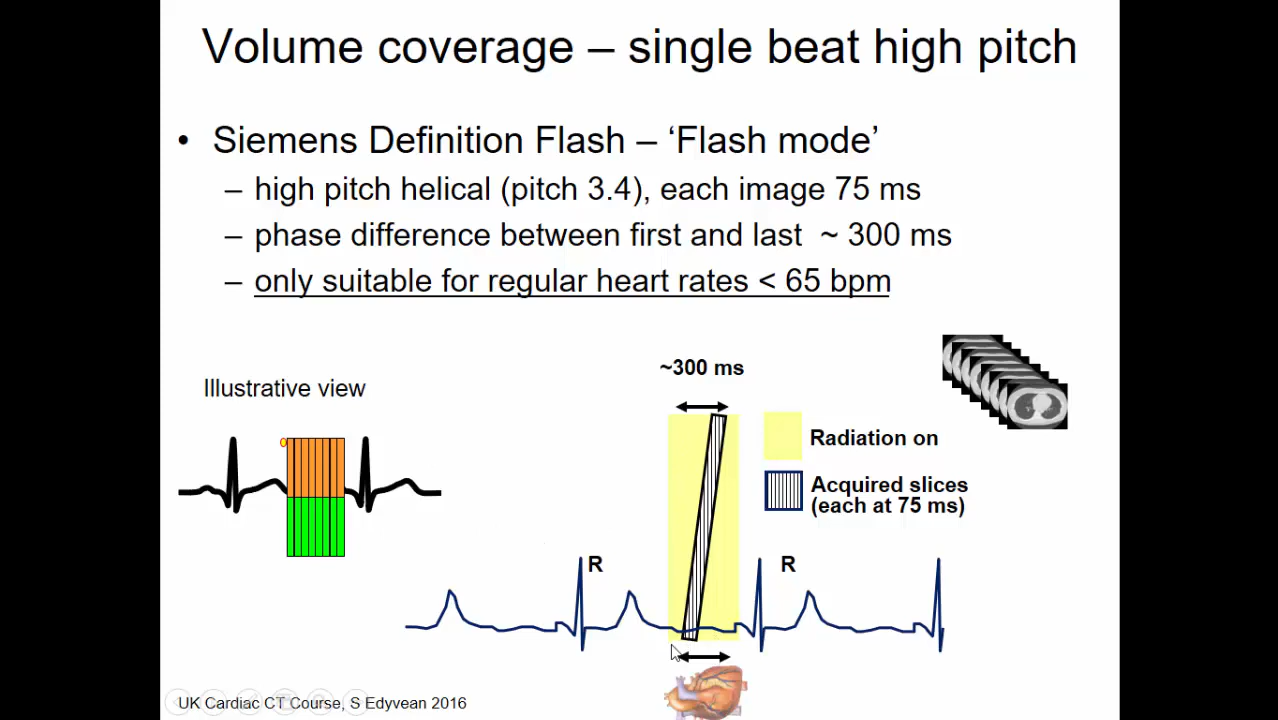 Volume coverage – single beat high pitch
• Siemens Definition Flash – ‘Flash mode’
– high pitch helical (pitch 3.4), each image 75 ms
– phase difference between first and last ~ 300 ms
– only suitable for regular heart rates < 65 bpm
~300 ms
Illustrative view
Radiation on
Acquired slices
(each at 75 ms)
R
R
UK Cardiac CT Course, S Edyvean 2016